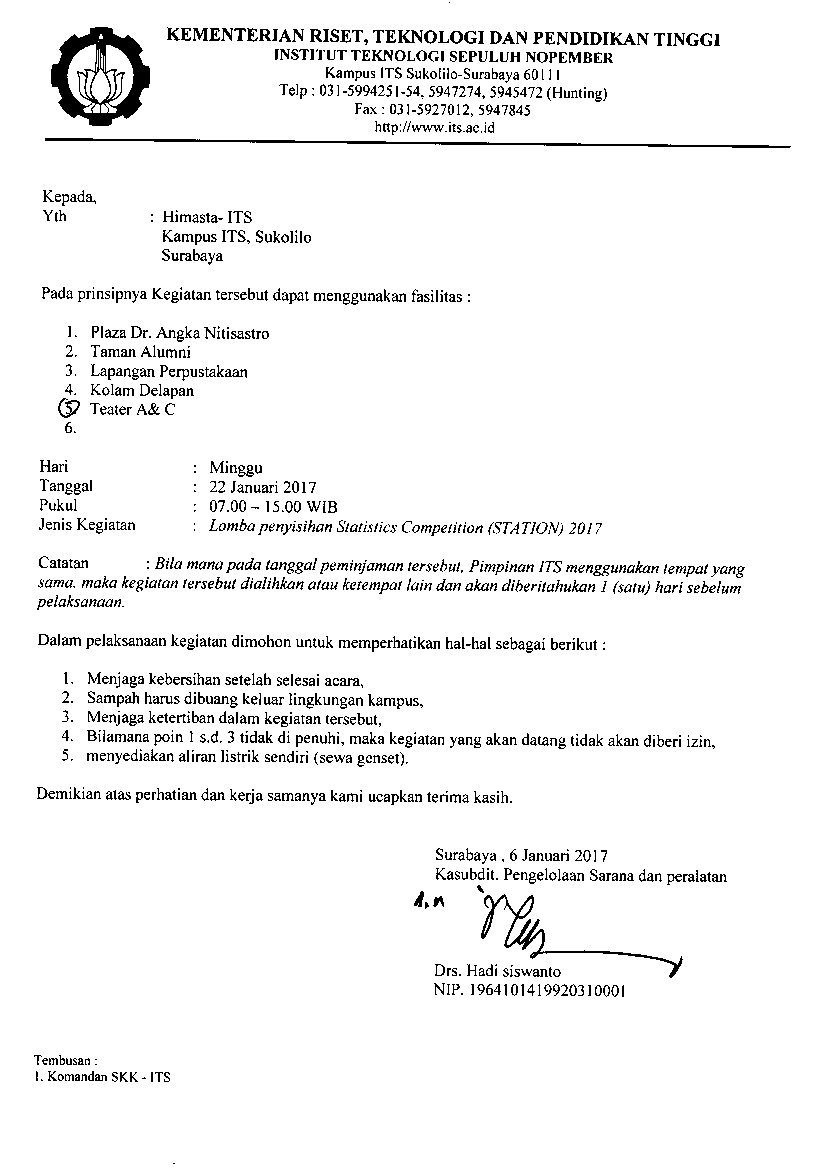 KEMENTERIAN RISET, TEKNOLOGI DAN PENDIDIKAN TINGGI
INSTITUT TEKNOLOGI SEPULUH NOPEMBER
Kampus ITS Sukolilo-Surabaya 60111
Telp : 031-5994251-54, 5947274, 5945472 (Hunting)
Fax : 031-5927012, 5947845
http://www.its.ac.id
Kepada,
Yth : Himasta- ITS
Kampus ITS, Sukolilo
Surabaya
Pada prinsipnya Kegiatan tersebut dapat menggunakan fasilitas :
1. Plaza Dr. Angka Nitisastro
2. Taman Alumni
3. Lapangan Perpustakaan
4. Kolam Delapan
5. Teater A& C
6.
Hari : Minggu
Tanggal : 22 Januari 2017
Pukul : 07.00 – 15.00 WIB
Jenis Kegiatan : Lomba penyisihan Statistics Competition (STATION) 2017
Catatan : Bila mana pada tanggal peminjaman tersebut, Pimpinan ITS menggunakan tempat yang
sama, maka kegiatan tersebut dialihkan atau ketempat lain dan akan diberitahukan 1 (satu) hari sebelum
pelaksanaan.
Dalam pelaksanaan kegiatan dimohon untuk memperhatikan hal-hal sebagai berikut :
1. Menjaga kebersihan setelah selesai acara,
2. Sampah harus dibuang keluar lingkungan kampus,
3. Menjaga ketertiban dalam kegiatan tersebut,
4. Bilamana poin 1 s.d. 3 tidak di penuhi, maka kegiatan yang akan datang tidak akan diberi izin,
5. menyediakan aliran listrik sendiri (sewa genset).
Demikian atas perhatian dan kerja samanya kami ucapkan terima kasih.
Surabaya , 6 Januari 2017
Kasubdit. Pengelolaan Sarana dan peralatan
a.n
Drs. Hadi siswanto
NIP. 1964101419920310001
Tembusan :
1. Komandan SKK - ITS